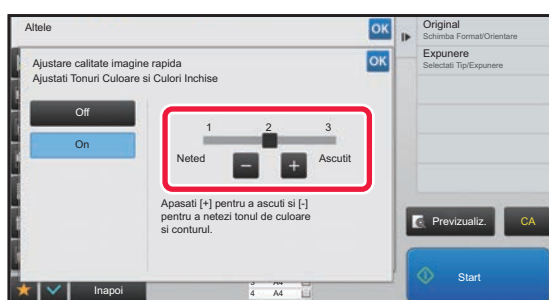 Altele
OK
Ajustare calitate imagine rapida
Ajustati Tonuri Culoare si Culori Inchise
OK
Off
On
1 2 3
Neted - + Ascutit
Apasati [+] pentru a ascuti si [-]
pentru a netezi tonul de culoare
si conturul.
Inapoi
4 A4
Original
Schimba Format/Orientare
Expunere
Selectati Tip/Expunere
Previzualiz.
CA
Start